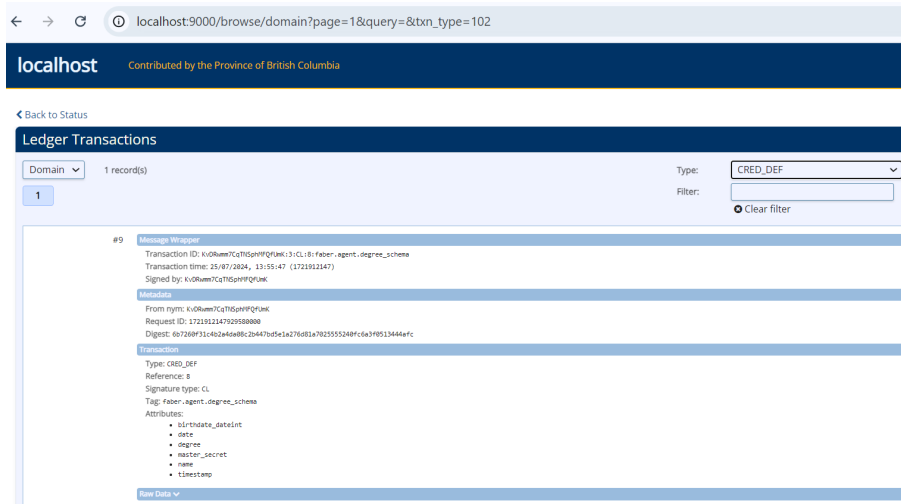 localhost:9000/browse/domain?page=1&query=&txn_type=102
localhost Contributed by the Province of British Columbia
Back to Status
Ledger Transactions
Domain 1 record(s) Type: CRED_DEF
1 Filter:
Clear filter
#9 Message Wrapper
Transaction ID: KvDRwmm7CqTNSphMFQfUmK:3:CL:8:faber.agent.degree_schema
Transaction time: 25/07/2024, 13:55:47 (1721912147)
Signed by: KvDRwmm7CqTNSphMFQfUmK
Metadata
From nym: KvDRwmm7CqTNSphMFQfUmK
Request ID: 1721912147929580000
Digest: 6b7260f31c4b2a4da08c2b447bd5e1a276d81a7025555240fc6a3f0513444afc
Transaction
Type: CRED_DEF
Reference: 8
Signature type: CL
Tag: faber.agent.degree_schema
Attributes:
• birthdate_dateint
• date
• degree
• master_secret
• name
• timestamp
Raw Data